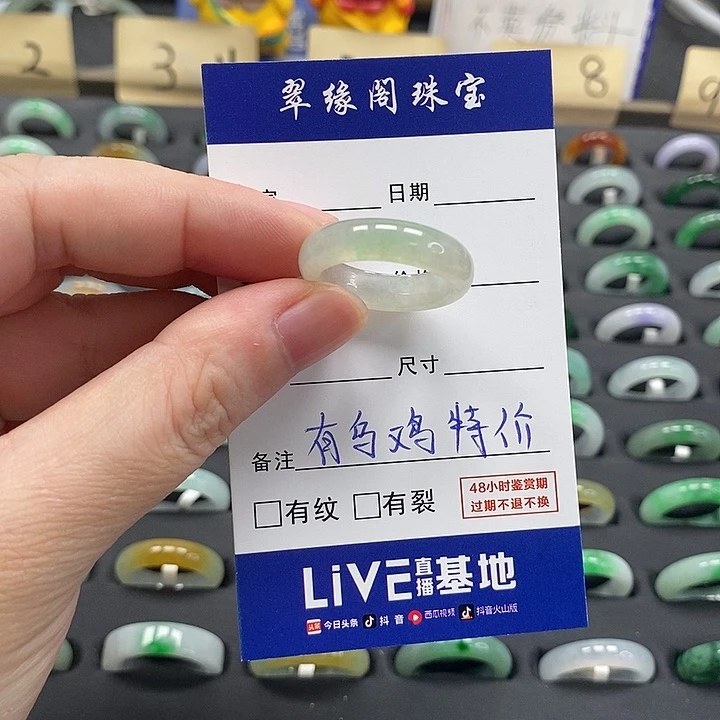 2
3
8
9
翠缘阁珠宝
日期
尺寸
备注 有乌鸡特价
□有纹 □有裂
48小时鉴赏期
过期不退不换
LiVE直播基地
头条 今日头条 抖音 西瓜视频 抖音火山版